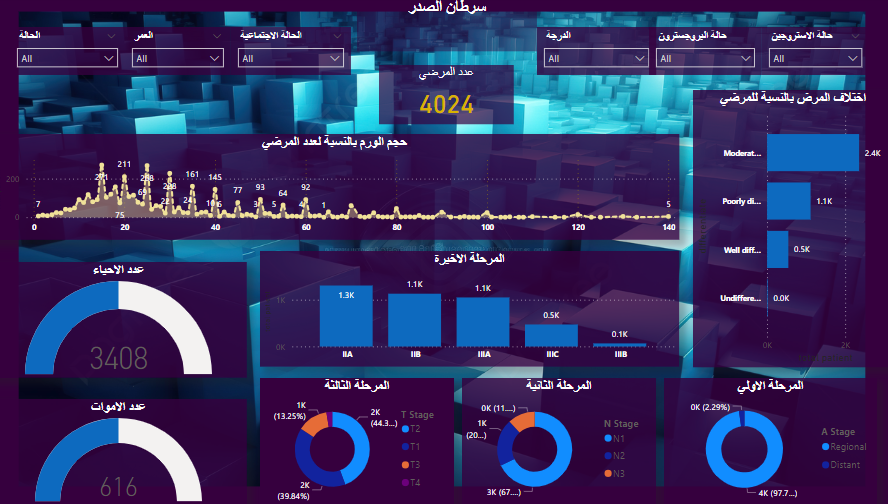 سرطان الصدر
الحالة
العمر
الحالة الاجتماعية
الدرجة
حالة البروجسترون
حالة الاستروجين
All
All
All
All
All
All
عدد المرضي
4024
حجم الورم بالنسبة لعدد المرضي
200
0
7
211
75
161
24
145
77
93
5
64
92
1
5
0
20
40
60
80
100
120
140
اختلاف المرض بالنسبة للمرضي
Moderat...
2.4K
Poorly di...
1.1K
Well diff...
0.5K
Undiffere...
0.0K
0K
2K
عدد الاحياء
3408
المرحلة الاخيرة
1K
0K
1.3K
1.1K
1.1K
0.5K
0.1K
IIA
IIB
IIIA
IIIC
IIIB
عدد الاموات
616
المرحلة الثالثة
1K
(13.25%)
2K
(44.3...)
2K
(39.84%)
T Stage
T2
T1
T3
T4
المرحلة الثانية
0K (11....)
1K
(20...)
3K (67....)
N Stage
N1
N2
N3
المرحلة الاولي
0K (2.29%)
4K (97.7...)
A Stage
Regional
Distant